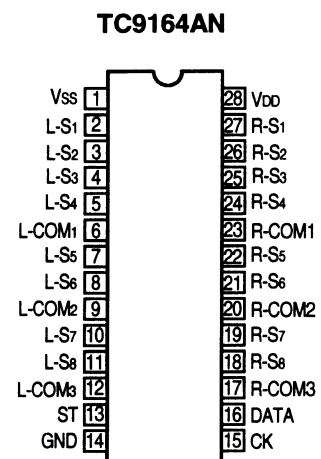 TC9164AN
Vss 1 28 VDD
L-S1 2 27 R-S1
L-S2 3 26 R-S2
L-S3 4 25 R-S3
L-S4 5 24 R-S4
L-COM1 6 23 R-COM1
L-S5 7 22 R-S5
L-S6 8 21 R-S6
L-COM2 9 20 R-COM2
L-S7 10 19 R-S7
L-S8 11 18 R-S8
L-COM3 12 17 R-COM3
ST 13 16 DATA
GND 14 15 CK